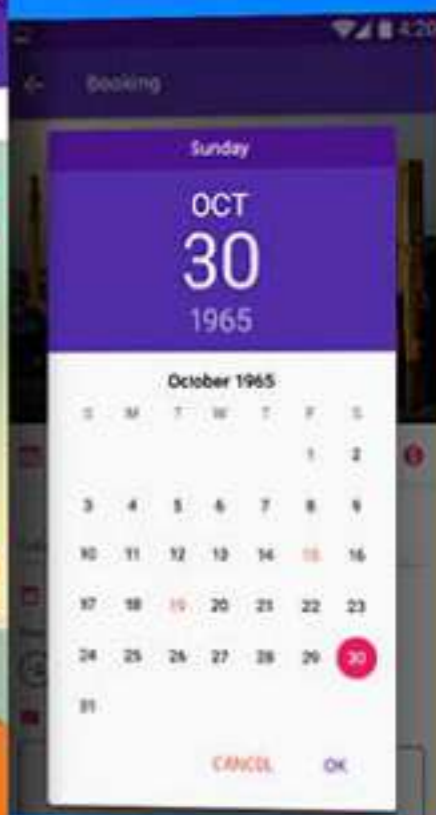 4:20
Booking
Sunday
OCT
30
1965
October 1965
S M T W T F S
1 2
3 4 5 6 7 8 9
10 11 12 13 14 15 16
17 18 19 20 21 22 23
24 25 26 27 28 29 30
31
CANCEL OK